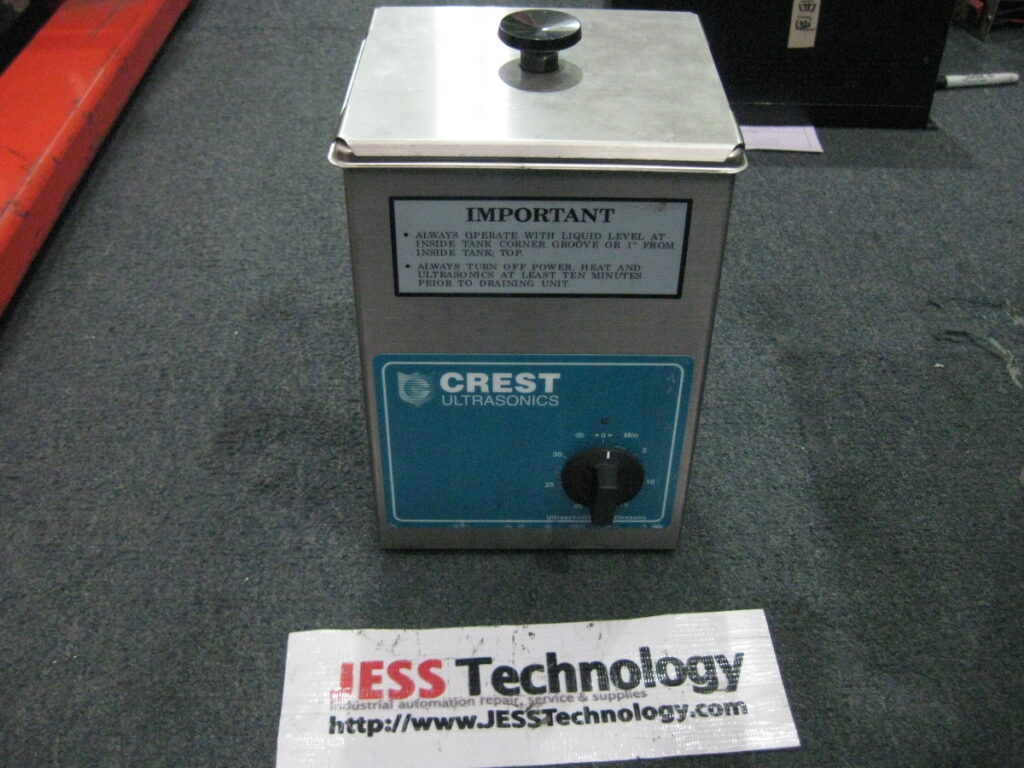 IMPORTANT
• ALWAYS OPERATE WITH LIQUID LEVEL AT
INSIDE TANK CORNER GROOVE OR 1" FROM
INSIDE TANK TOP.
• ALWAYS TURN OFF POWER, HEAT AND
ULTRASONICS AT LEAST TEN MINUTES
PRIOR TO DRAINING UNIT.
CREST
ULTRASONICS
◄0► Min
30 5
25 10
JESS Technology
industrial automation repair, service & supplies
http://www.JESSTechnology.com